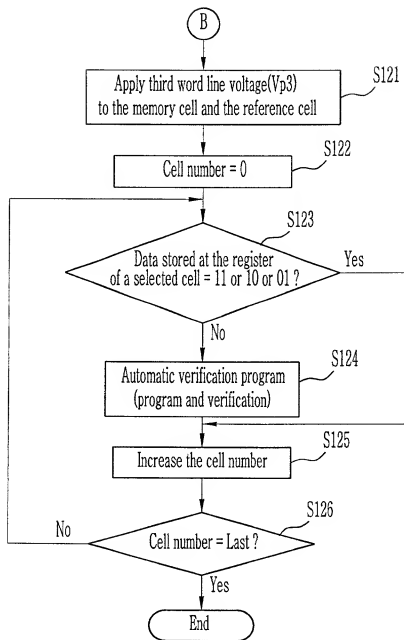 B
Apply third word line voltage(Vp3)
to the memory cell and the reference cell
S121
Cell number = 0
S122
Data stored at the register
of a selected cell = 11 or 10 or 01 ?
S123
Yes
No
Automatic verification program
(program and verification)
S124
Increase the cell number
S125
Cell number = Last ?
S126
No
Yes
End